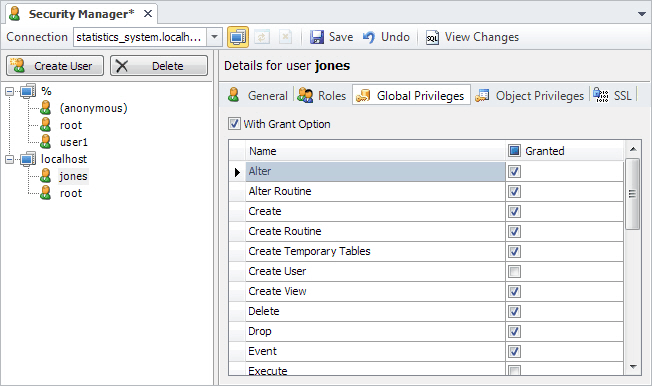 Security Manager*
Connection statistics_system.localh... Save Undo View Changes
Create User Delete
%
(anonymous)
root
user1
localhost
jones
root
Details for user jones
General Roles Global Privileges Object Privileges SSL
With Grant Option
Name Granted
Alter
Alter Routine
Create
Create Routine
Create Temporary Tables
Create User
Create View
Delete
Drop
Event
Execute